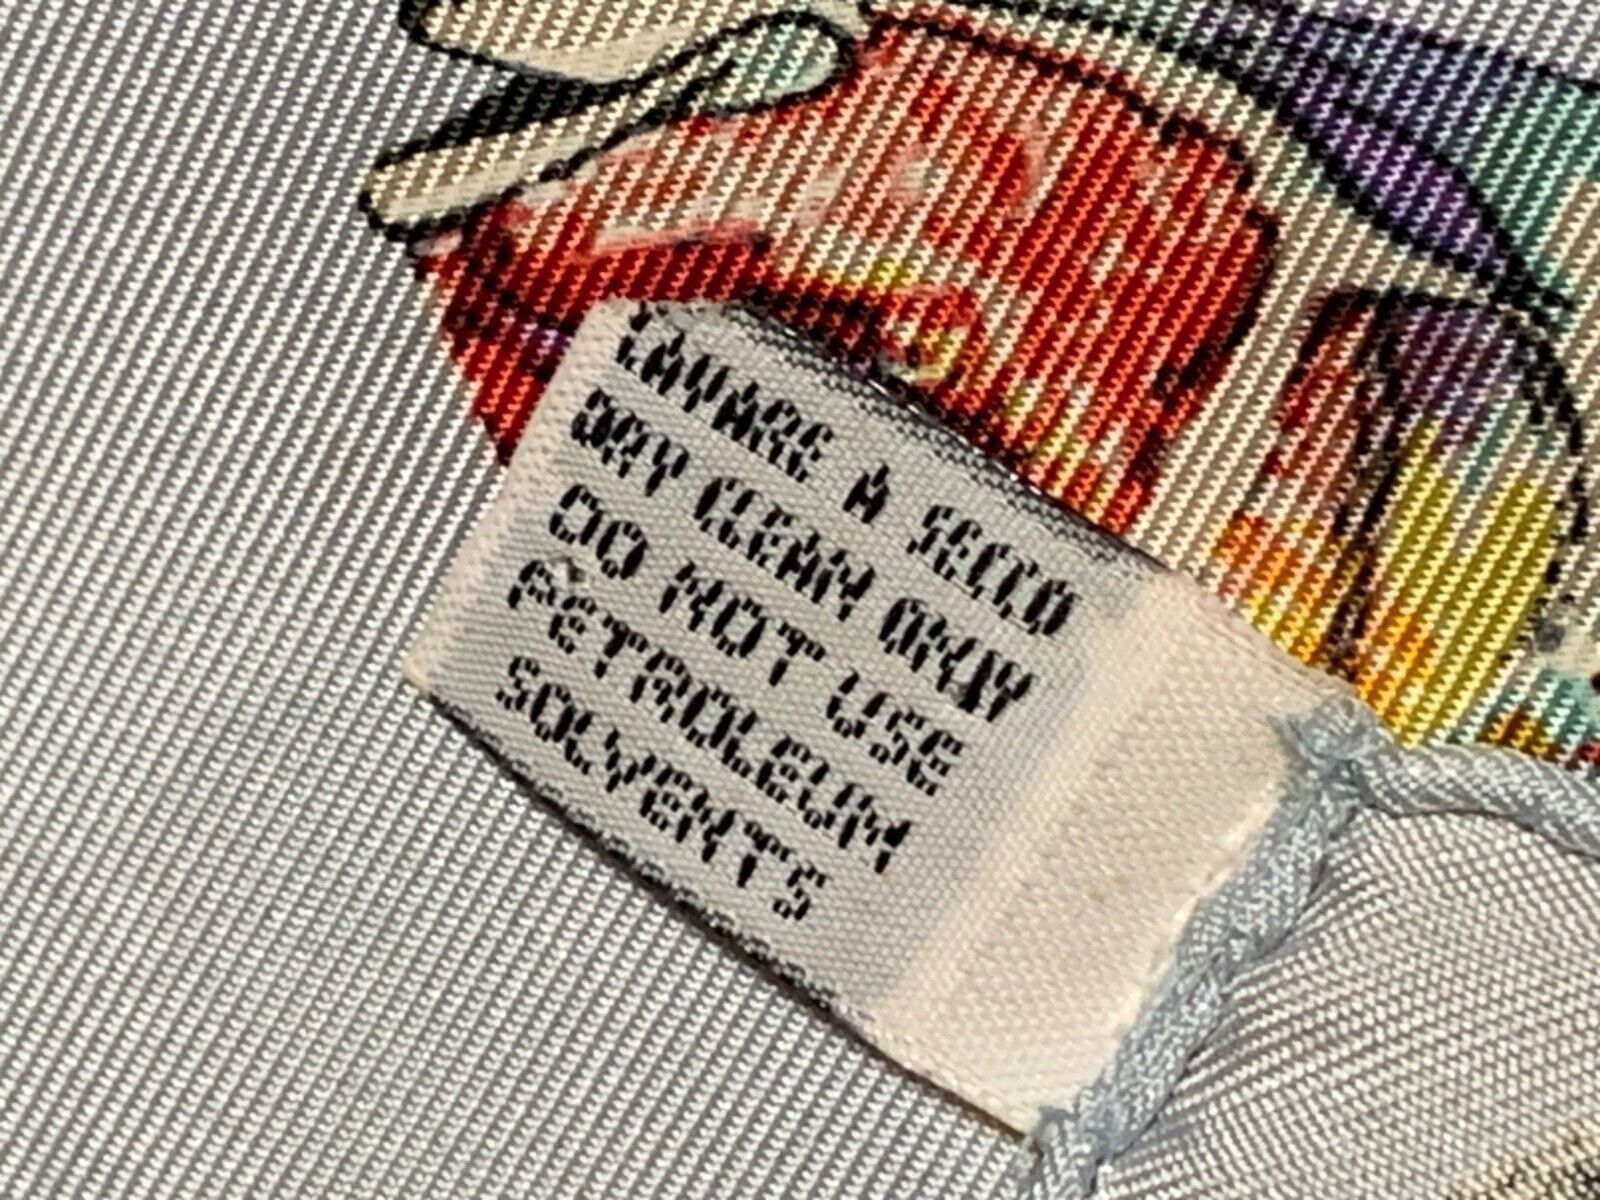 LAVARE A SECCO
DRY CLEAN ONLY
DO NOT USE
PETROLEUM
SOLVENTS